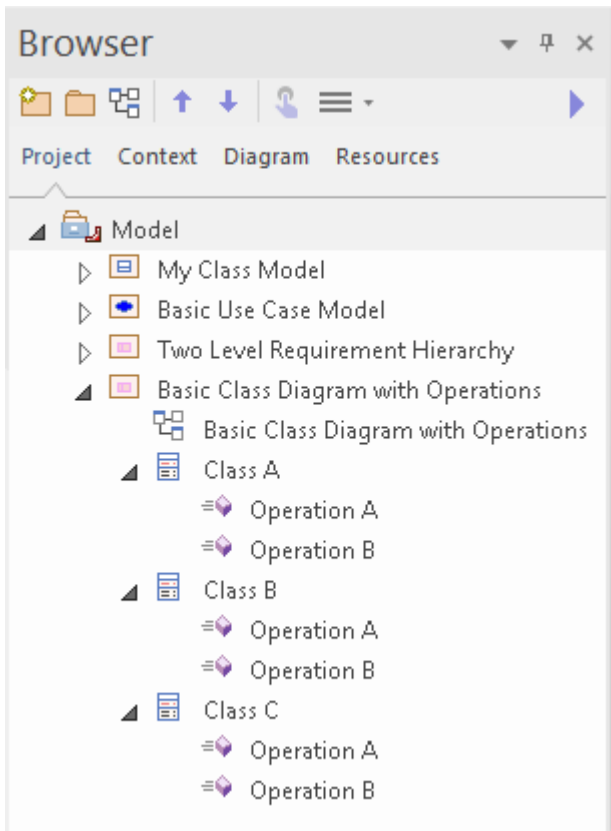 Browser
Project Context Diagram Resources
Model
My Class Model
Basic Use Case Model
Two Level Requirement Hierarchy
Basic Class Diagram with Operations
Basic Class Diagram with Operations
Class A
Operation A
Operation B
Class B
Operation A
Operation B
Class C
Operation A
Operation B